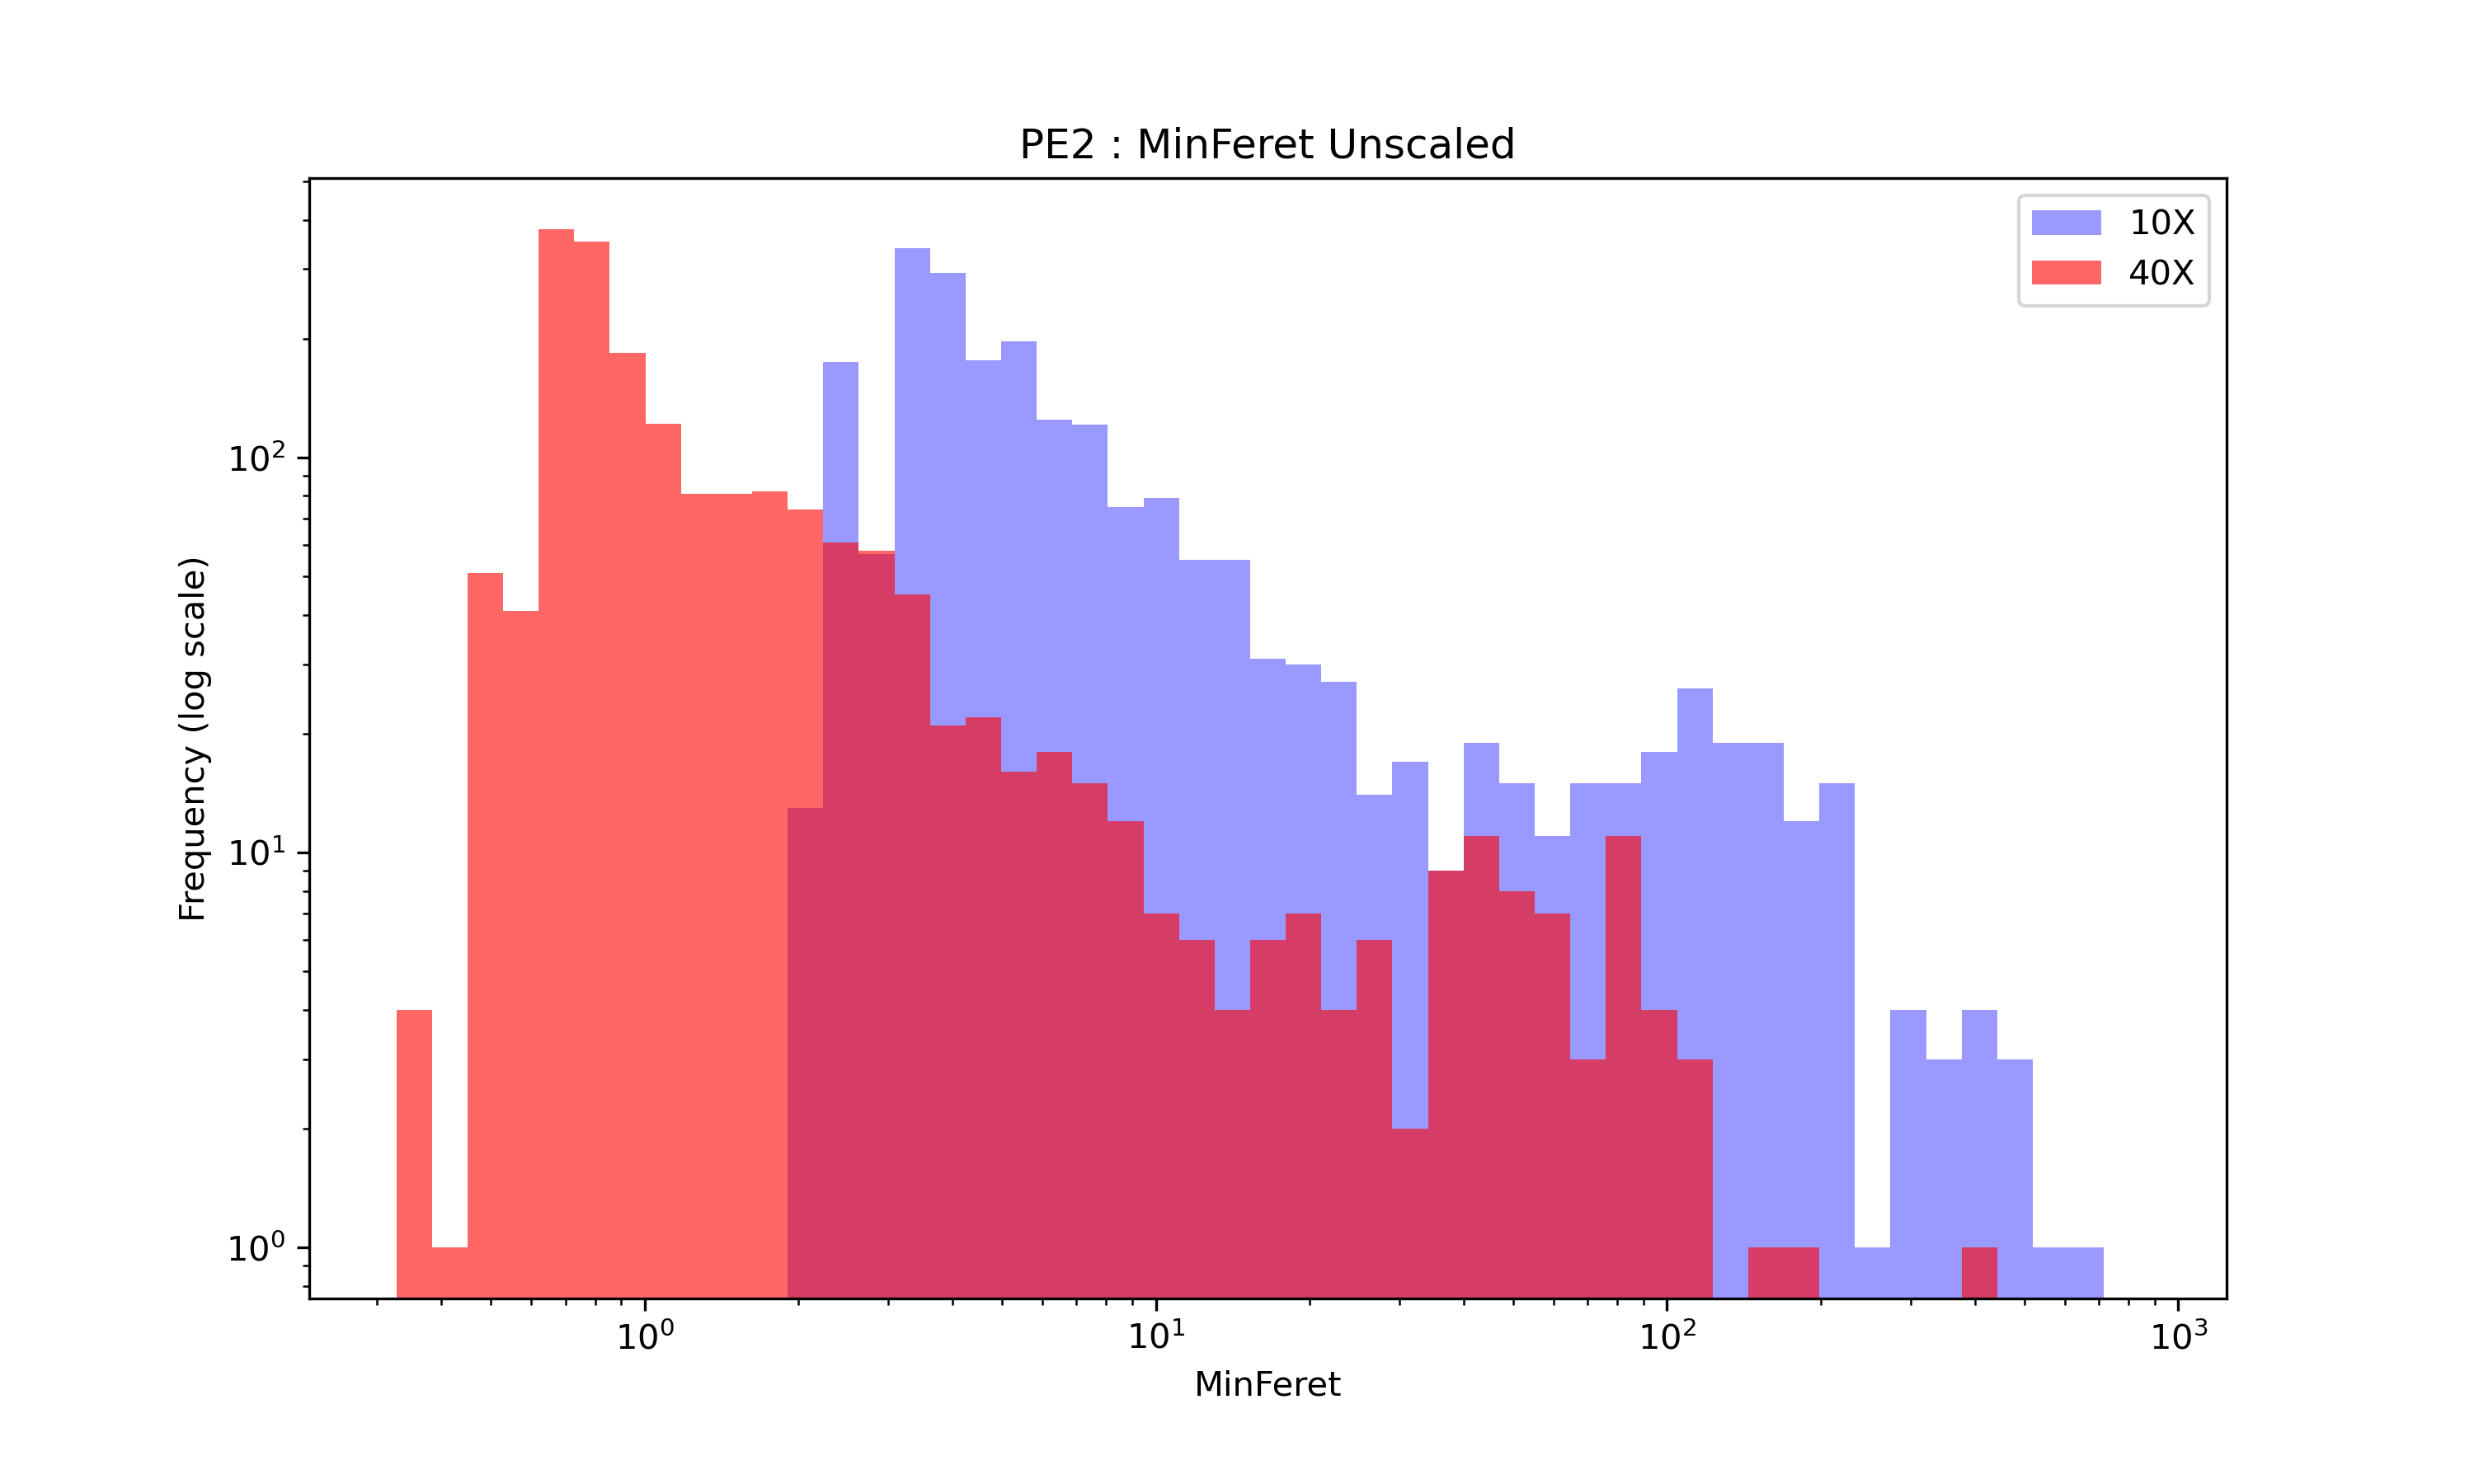 PE2 : MinFeret Unscaled
10X
40X
Frequency (log scale)
10²
10¹
10⁰
10⁰ 10¹ 10² 10³
MinFeret